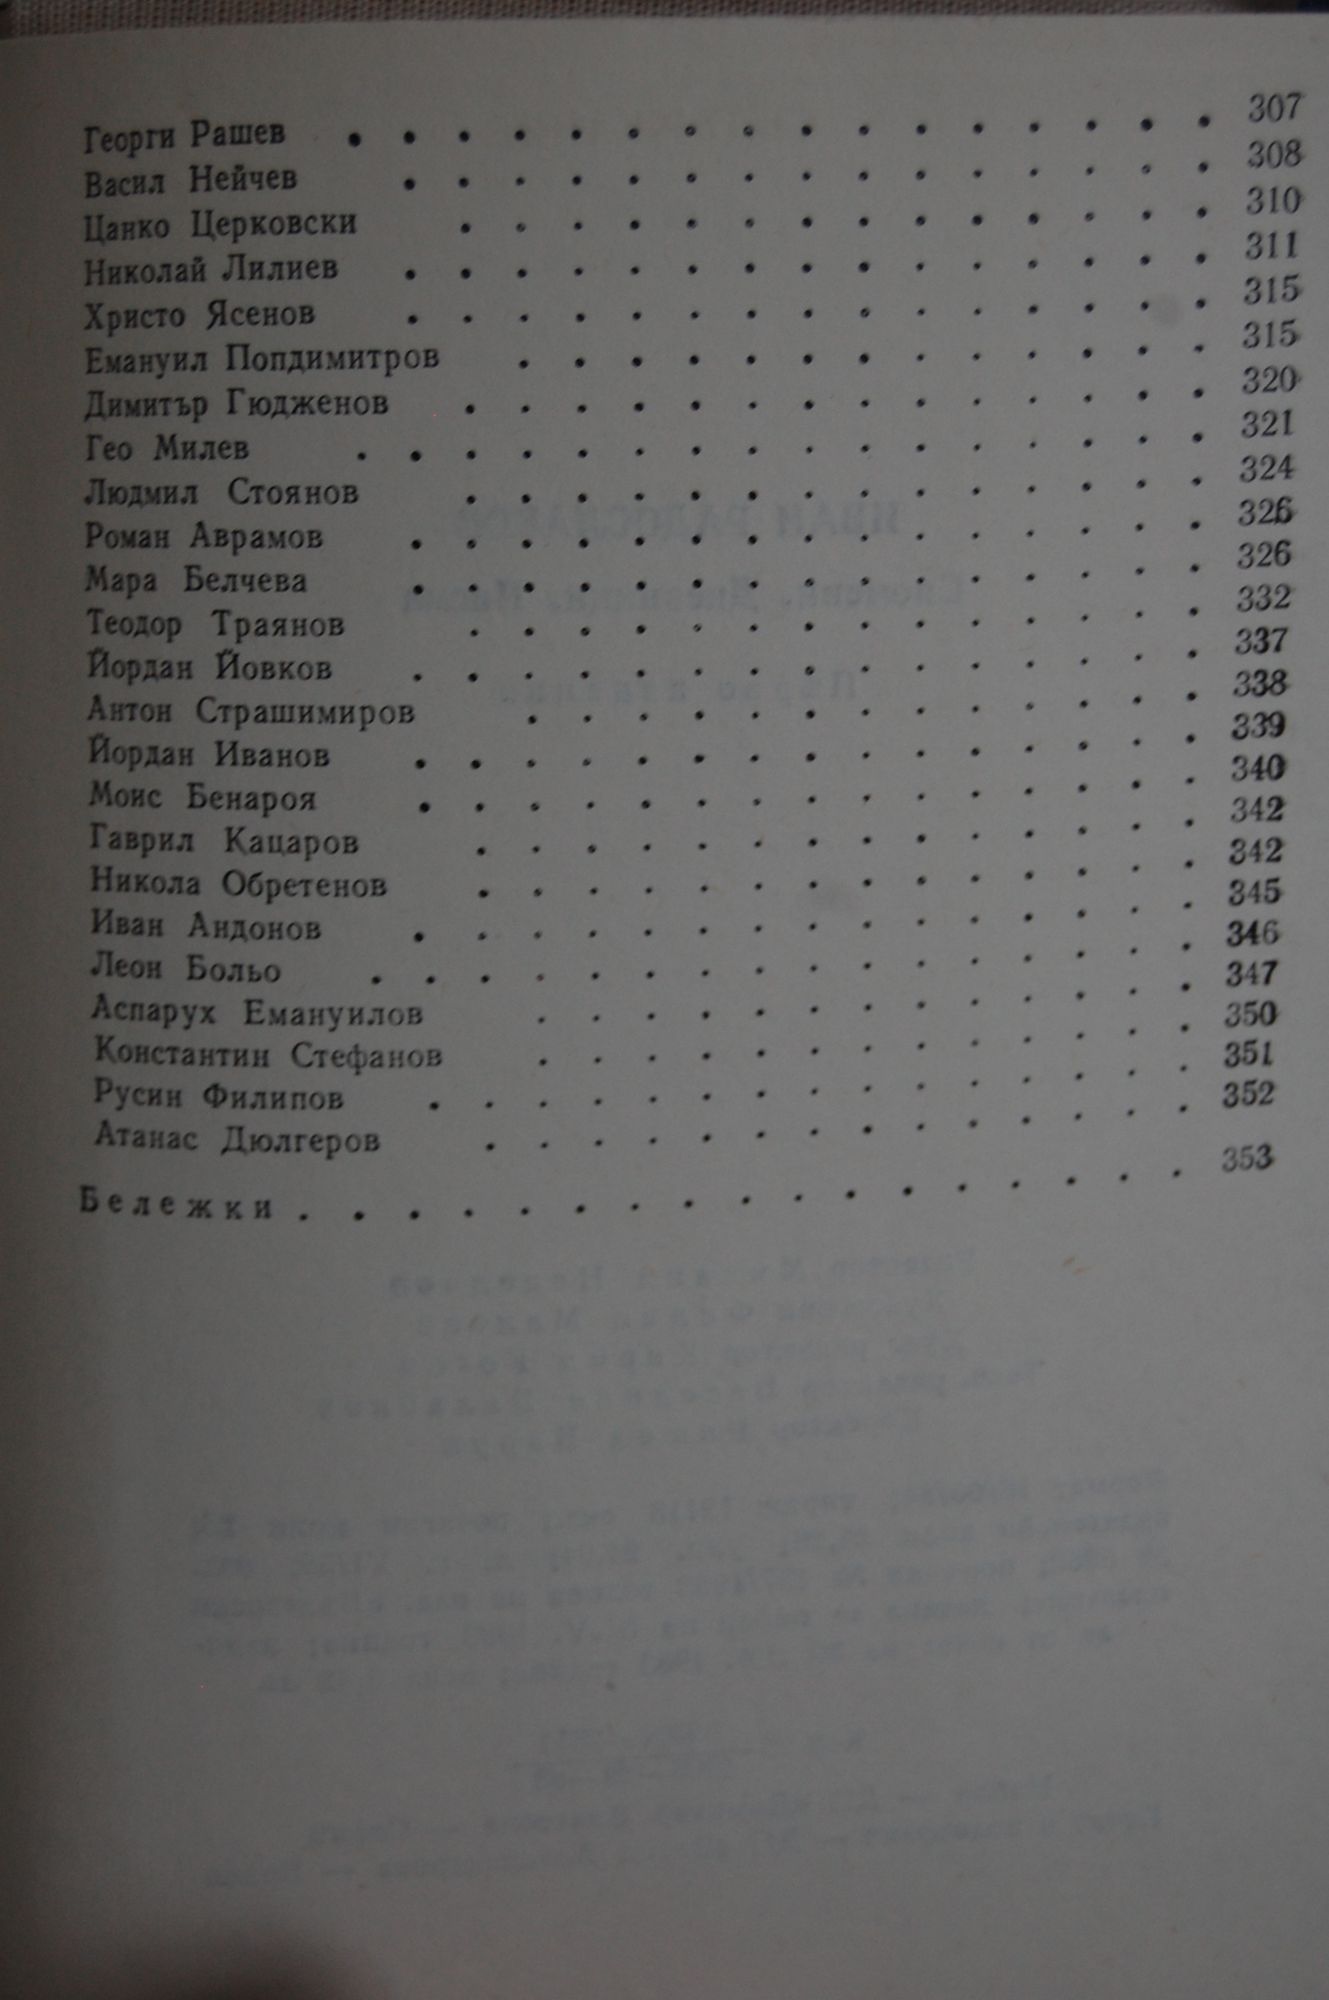 Георги Рашев . . . . . . . . . . . . . . . . 307
Васил Нейчев . . . . . . . . . . . . . . . 308
Цанко Церковски . . . . . . . . . . . . . . 310
Николай Лилиев . . . . . . . . . . . . . . . 311
Христо Ясенов . . . . . . . . . . . . . . . 315
Емануил Попдимитров . . . . . . . . . . . . . 315
Димитър Гюдженов . . . . . . . . . . . . . . 320
Гео Милев . . . . . . . . . . . . . . . . 321
Людмил Стоянов . . . . . . . . . . . . . . 324
Роман Аврамов . . . . . . . . . . . . . . . 326
Мара Белчева . . . . . . . . . . . . . . . 326
Теодор Траянов . . . . . . . . . . . . . . 332
Йордан Йовков . . . . . . . . . . . . . . . 337
Антон Страшимиров . . . . . . . . . . . . . 338
Йордан Иванов . . . . . . . . . . . . . . . 339
Моис Бенароя . . . . . . . . . . . . . . . 340
Гаврил Кацаров . . . . . . . . . . . . . . 342
Никола Обретенов . . . . . . . . . . . . . . 342
Иван Андонов . . . . . . . . . . . . . . . 345
Леон Больо . . . . . . . . . . . . . . . . 346
Аспарух Емануилов . . . . . . . . . . . . . 347
Константин Стефанов . . . . . . . . . . . . . 350
Русин Филипов . . . . . . . . . . . . . . . 351
Атанас Дюлгеров . . . . . . . . . . . . . . 352
Бележки . . . . . . . . . . . . . . . . . 353